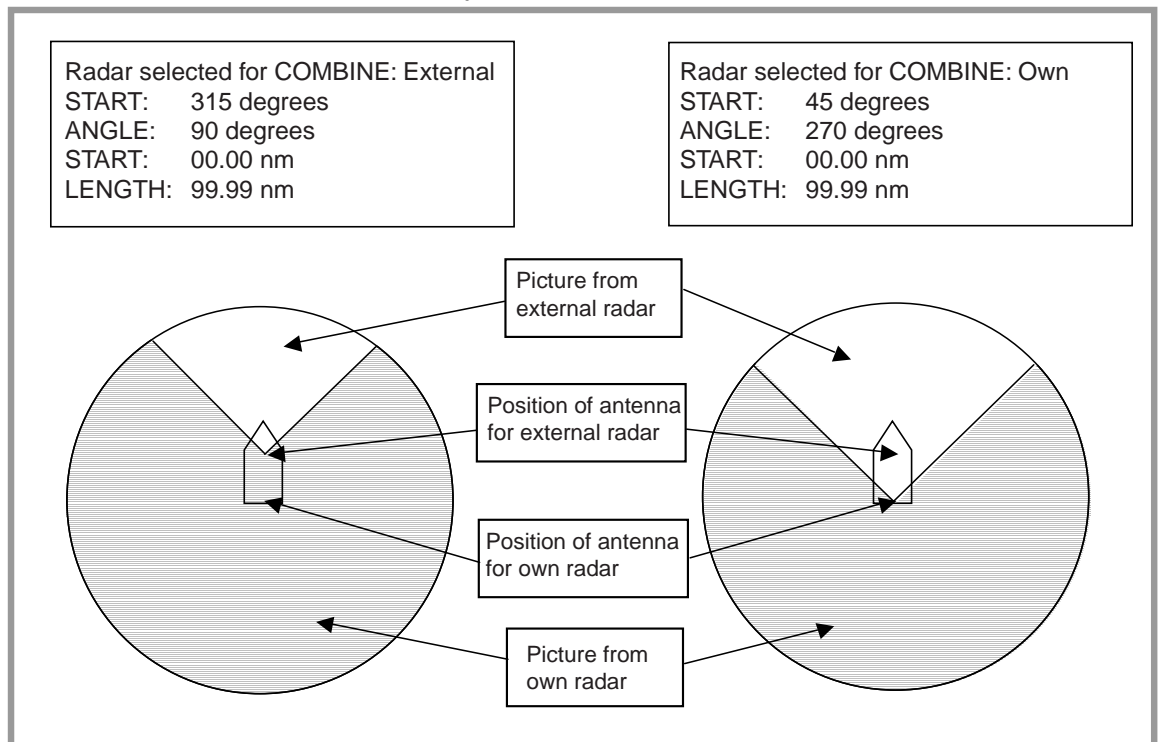 Radar selected for COMBINE: External
START: 315 degrees
ANGLE: 90 degrees
START: 00.00 nm
LENGTH: 99.99 nm
Radar selected for COMBINE: Own
START: 45 degrees
ANGLE: 270 degrees
START: 00.00 nm
LENGTH: 99.99 nm
Picture from
external radar
Position of antenna
for external radar
Position of antenna
for own radar
Picture from
own radar